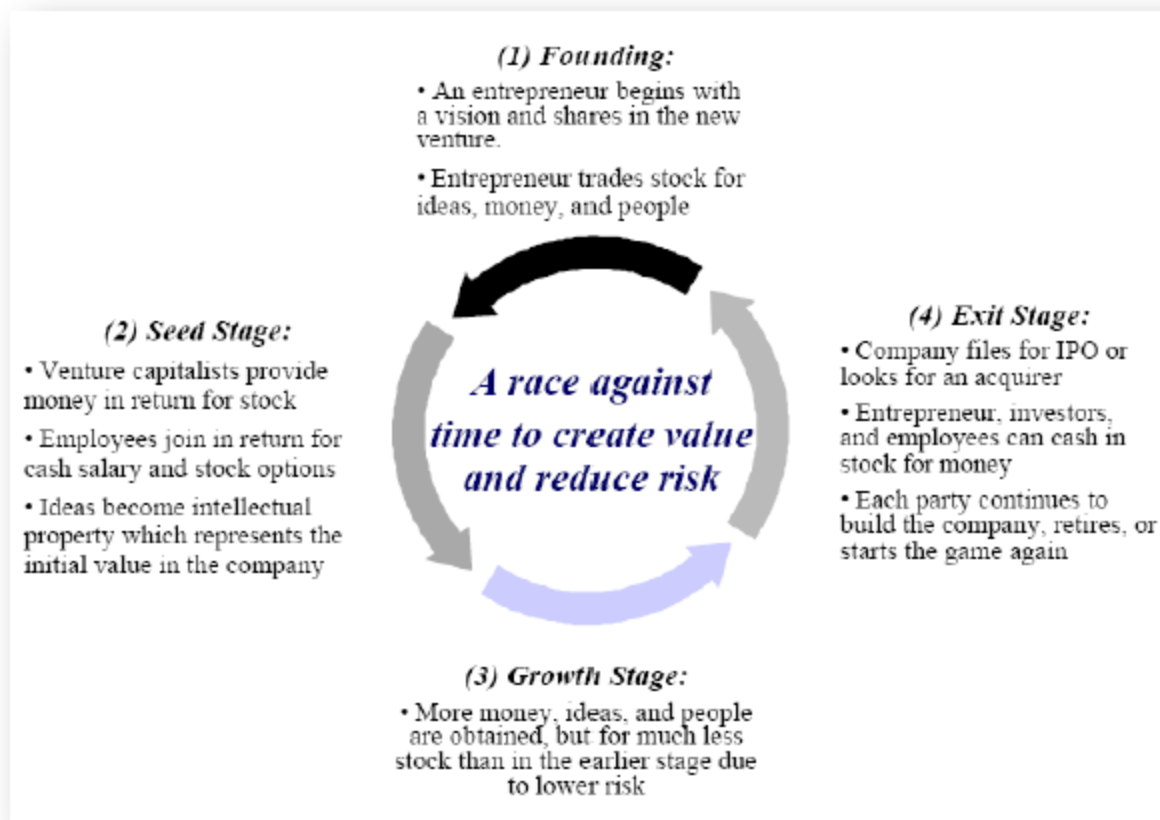 (1) Founding:
• An entrepreneur begins with
a vision and shares in the new
venture.
• Entrepreneur trades stock for
ideas, money, and people
(2) Seed Stage:
• Venture capitalists provide
money in return for stock
• Employees join in return for
cash salary and stock options
• Ideas become intellectual
property which represents the
initial value in the company
A race against
time to create value
and reduce risk
(3) Growth Stage:
• More money, ideas, and people
are obtained, but for much less
stock than in the earlier stage due
to lower risk
(4) Exit Stage:
• Company files for IPO or
looks for an acquirer
• Entrepreneur, investors,
and employees can cash in
stock for money
• Each party continues to
build the company, retires, or
starts the game again